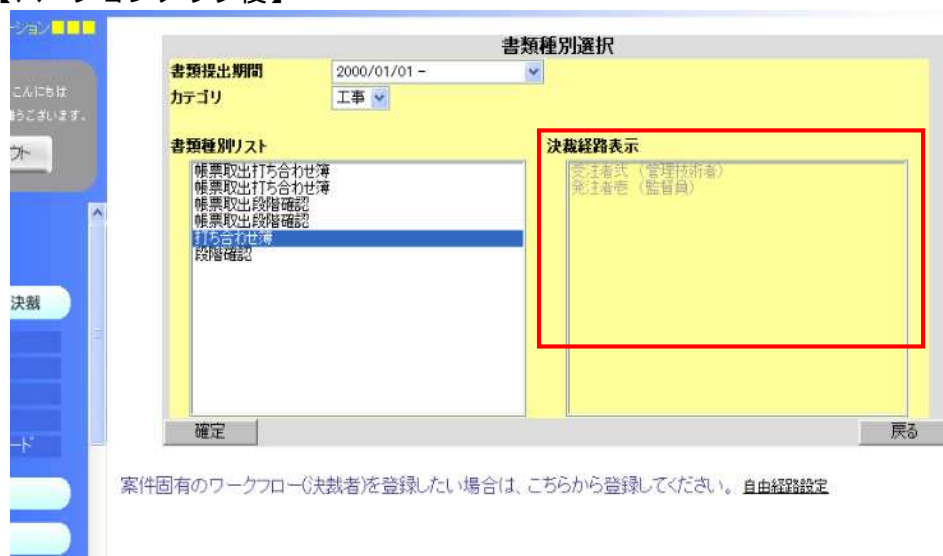 書類種別選択
書類提出期間 2000/01/01 -
カテゴリ 工事
こんにちは
うございます。
書類種別リスト 決裁経路表示
帳票取出打ち合わせ簿
帳票取出打ち合わせ簿
帳票取出段階確認
帳票取出段階確認
打ち合わせ簿
段階確認
受注者弐（管理技術者）
発注者壱（監督員）
決裁
確定 戻る
ード
案件固有のワークフロー(決裁者)を登録したい場合は、こちらから登録してください。 自由経路設定